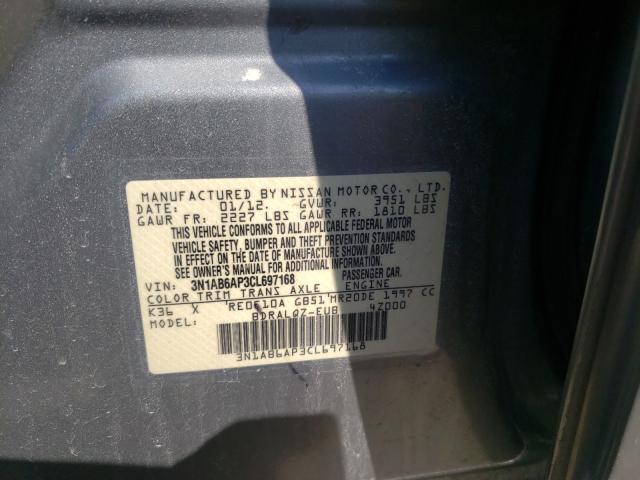 MANUFACTURED BY NISSAN MOTOR CO., LTD.
DATE: 01/12. GVWR: 3951 LBS
GAWR FR: 2227 LBS GAWR RR: 1810 LBS
THIS VEHICLE CONFORMS TO ALL APPLICABLE FEDERAL MOTOR
VEHICLE SAFETY, BUMPER AND THEFT PREVENTION STANDARDS
IN EFFECT ON THE DATE OF MANUFACTURE SHOWN ABOVE.
SEE OWNER'S MANUAL AND PARM. FOR INFORMATION
VIN: 3N1AB6AP3CL697168 PASSENGER CAR.
COLOR TRIM TRANS AXLE ENGINE
K36 X RE0F10A GB51 MR20DE 1997 CC
MODEL: BDRALQZ-EUB 4Z000
3N1AB6AP3CL697168